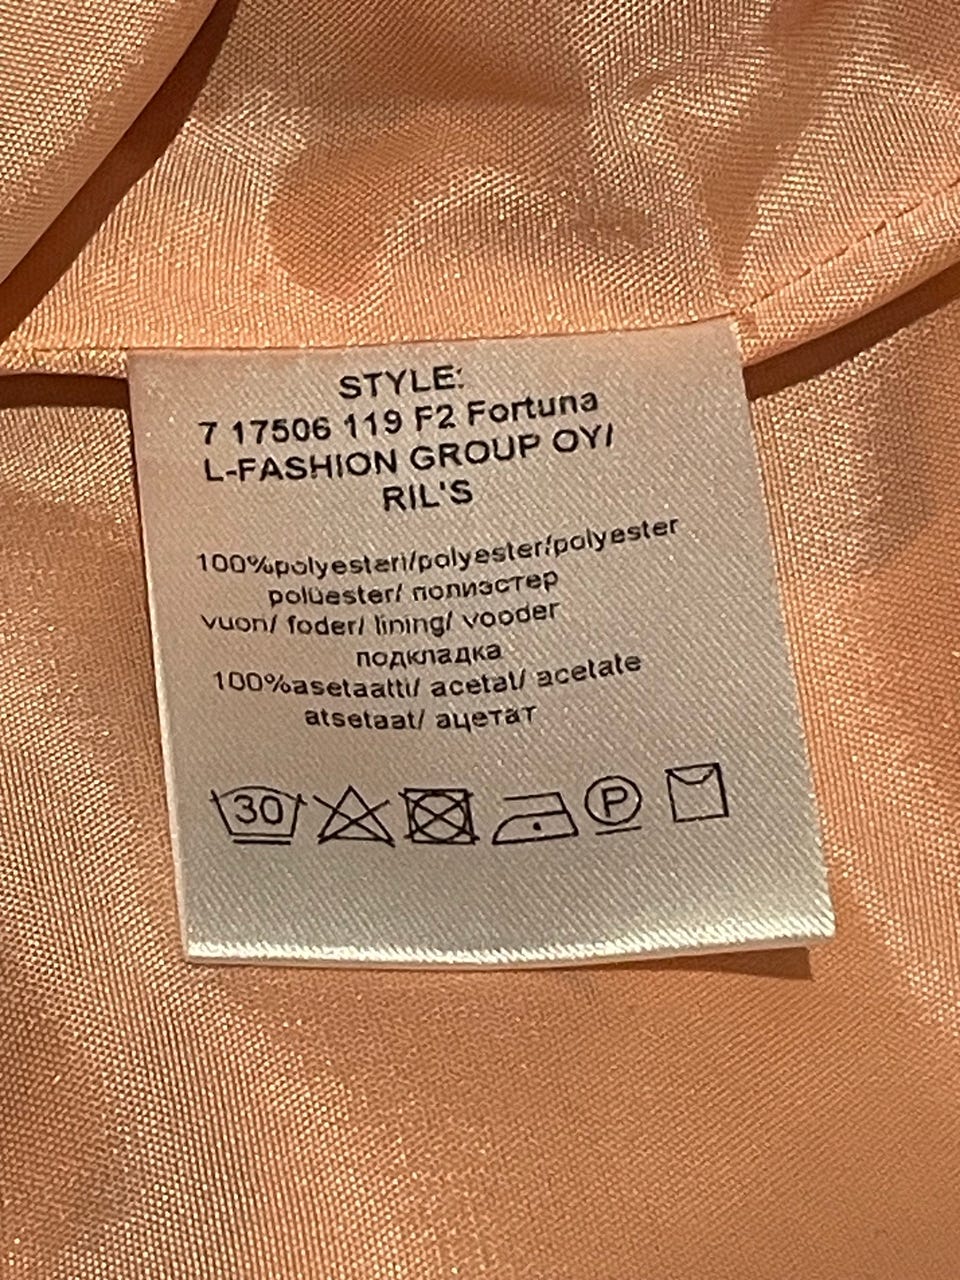 STYLE:
7 17506 119 F2 Fortuna
L-FASHION GROUP OY/
RIL'S
100%polyesteri/polyester/polyester
polüester/ полиэстер
vuori/ foder/ lining/ vooder
подкладка
100%asetaatti/ acetat/ acetate
atsetaat/ ацетат
30 P